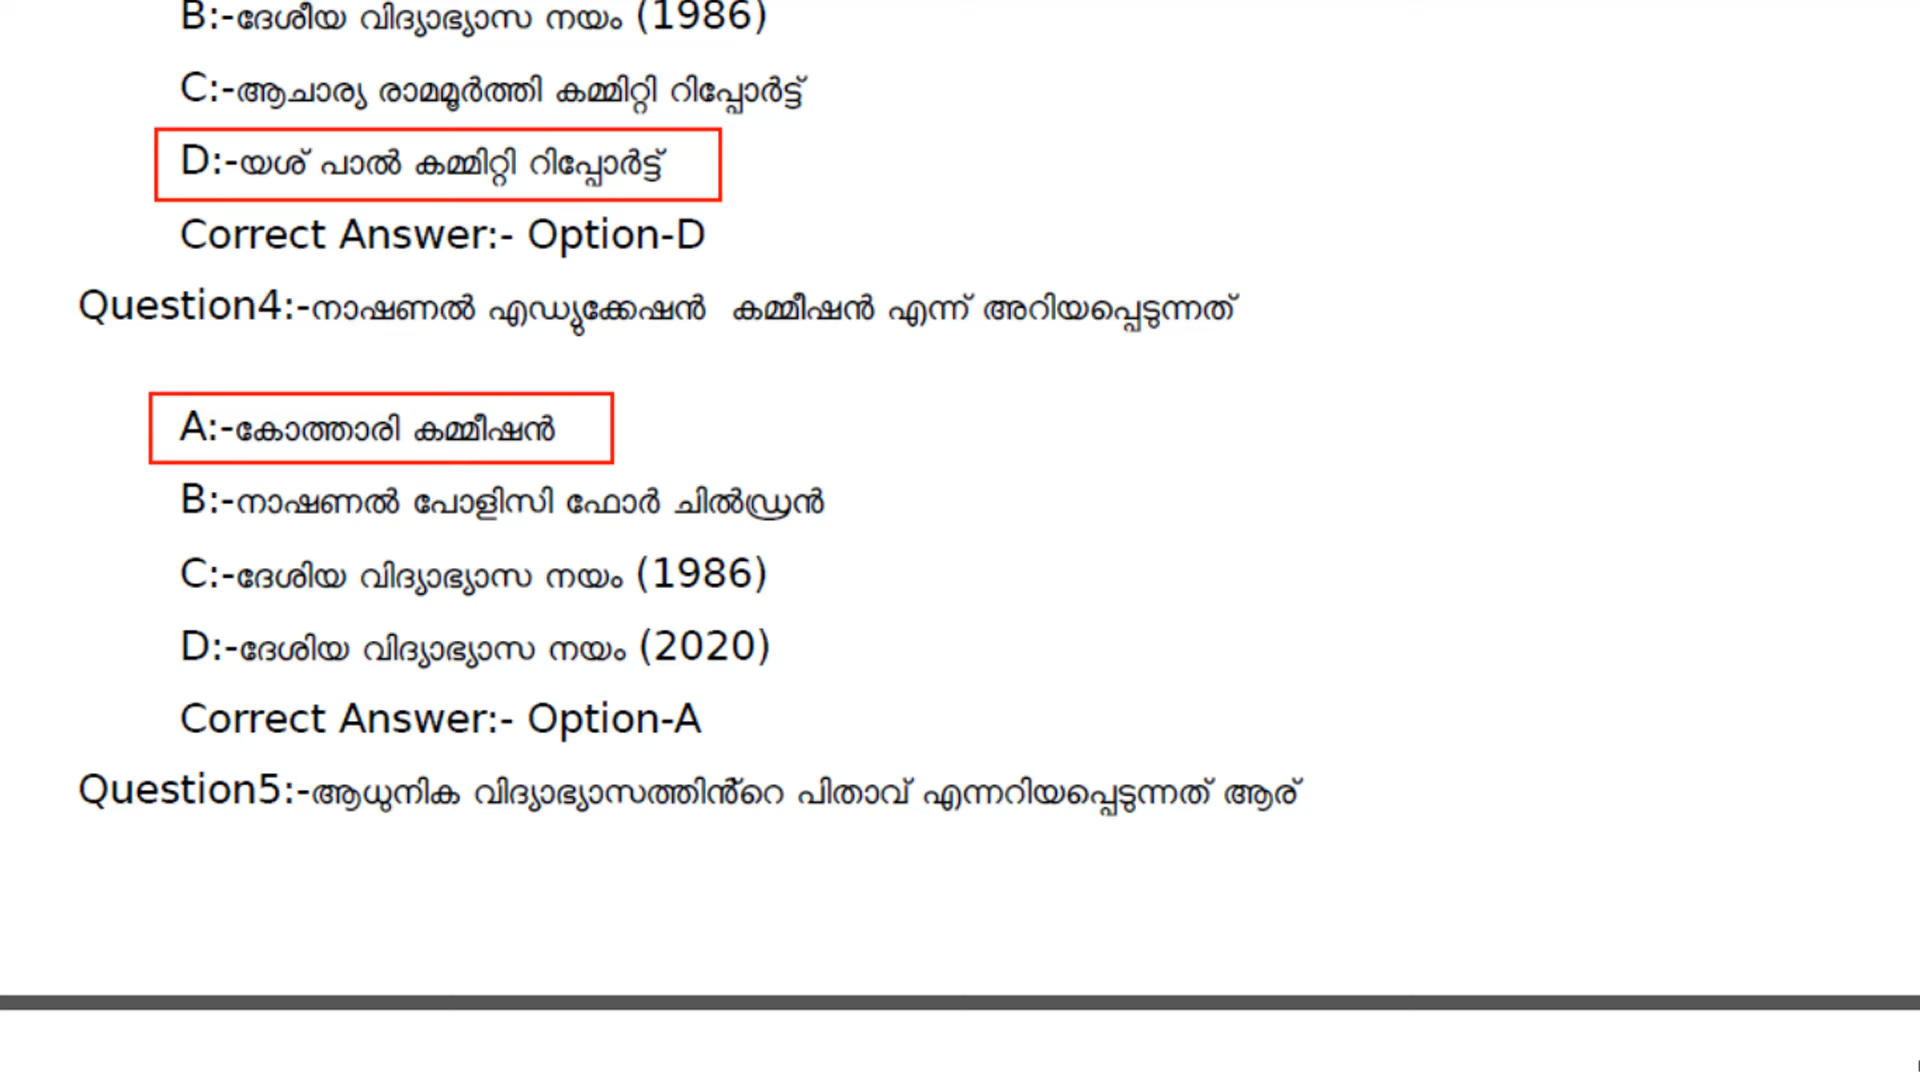 B:-ദേശീയ വിദ്യാഭ്യാസ നയം (1986)
C:-ആചാര്യ രാമമൂർത്തി കമ്മിറ്റി റിപ്പോർട്ട്
D:-യശ് പാൽ കമ്മിറ്റി റിപ്പോർട്ട്
Correct Answer:- Option-D
Question4:-നാഷണൽ എഡ്യുക്കേഷൻ  കമ്മീഷൻ എന്ന് അറിയപ്പെടുന്നത്
A:-കോത്താരി കമ്മീഷൻ
B:-നാഷണൽ പോളിസി ഫോർ ചിൽഡ്രൻ
C:-ദേശിയ വിദ്യാഭ്യാസ നയം (1986)
D:-ദേശിയ വിദ്യാഭ്യാസ നയം (2020)
Correct Answer:- Option-A
Question5:-ആധുനിക വിദ്യാഭ്യാസത്തിൻ്റെ പിതാവ് എന്നറിയപ്പെടുന്നത് ആര്